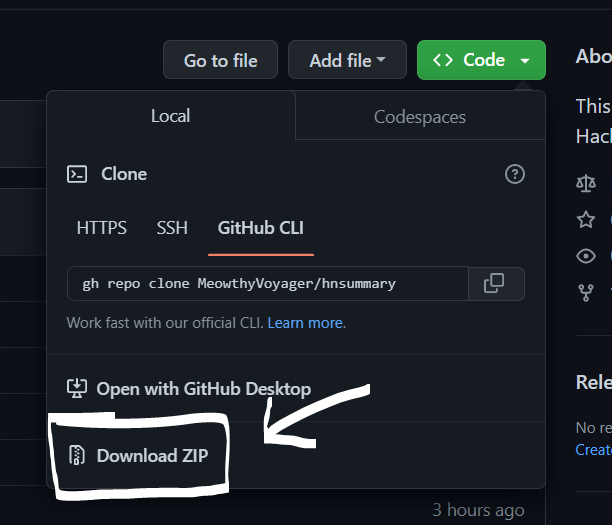 Go to file
Add file
Code
Abo
Local
Codespaces
This
Hack
Clone
HTTPS
SSH
GitHub CLI
gh repo clone MeowthyVoyager/hnsummary
Work fast with our official CLI. Learn more.
Open with GitHub Desktop
Rele
Download ZIP
No re
Create
3 hours ago